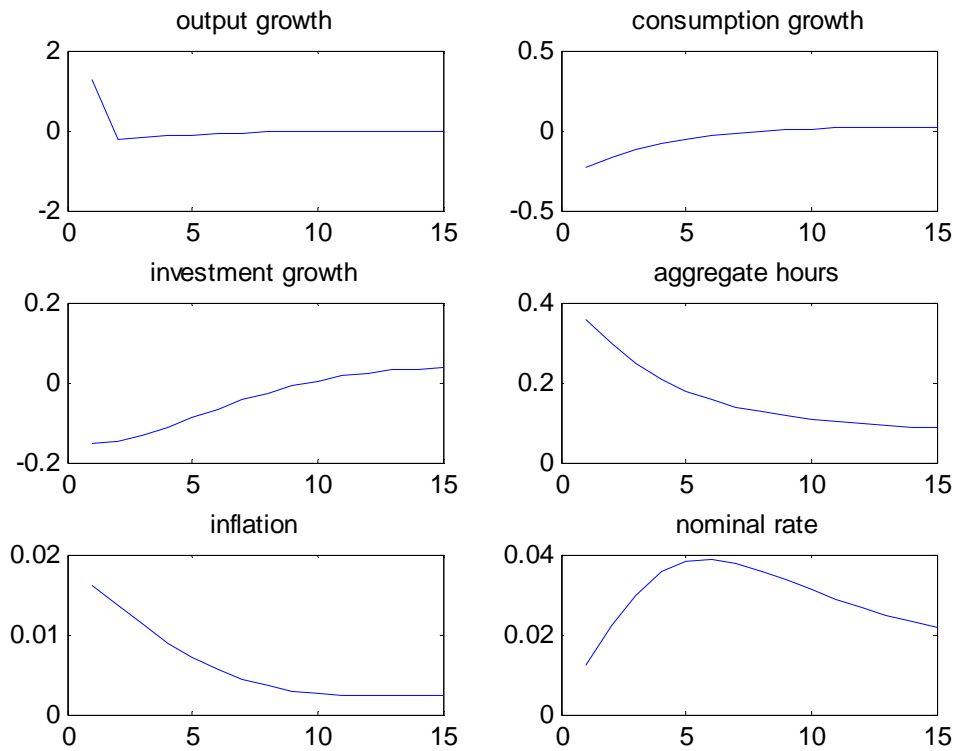 output growth
2
0
-2
0 5 10 15
consumption growth
0.5
0
-0.5
0 5 10 15
investment growth
0.2
0
-0.2
0 5 10 15
aggregate hours
0.4
0.2
0
0 5 10 15
inflation
0.02
0.01
0
0 5 10 15
nominal rate
0.04
0.02
0
0 5 10 15